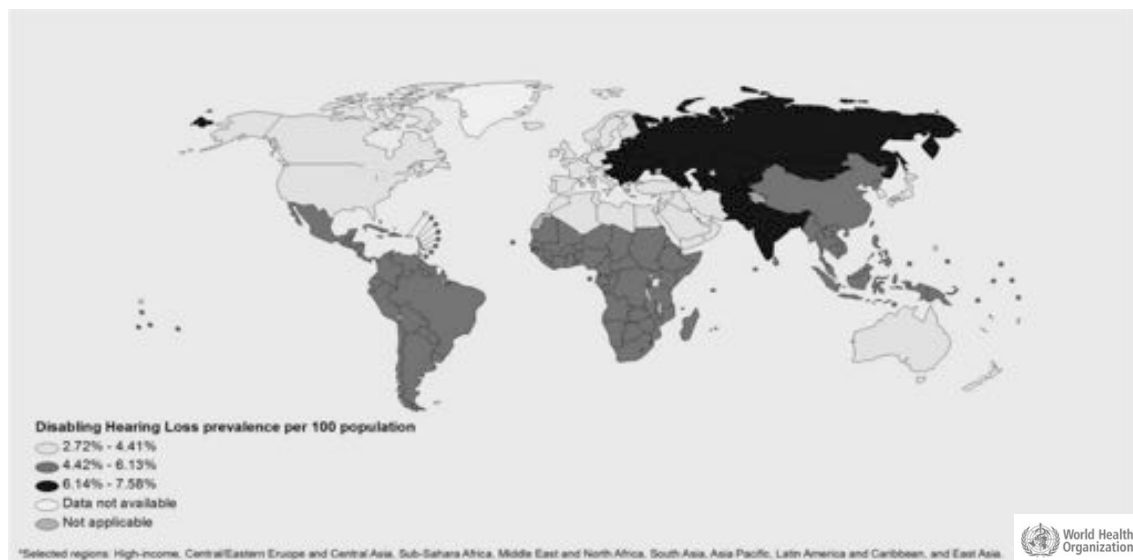 Disabling Hearing Loss prevalence per 100 population
2.72% - 4.41%
4.42% - 6.13%
6.14% - 7.58%
Data not available
Not applicable
*Selected regions: High-income, Central/Eastern Eruope and Central Asia, Sub-Sahara Africa, Middle East and North Africa, South Asia, Asia Pacific, Latin America and Caribbean, and East Asia.
World Health
Organization